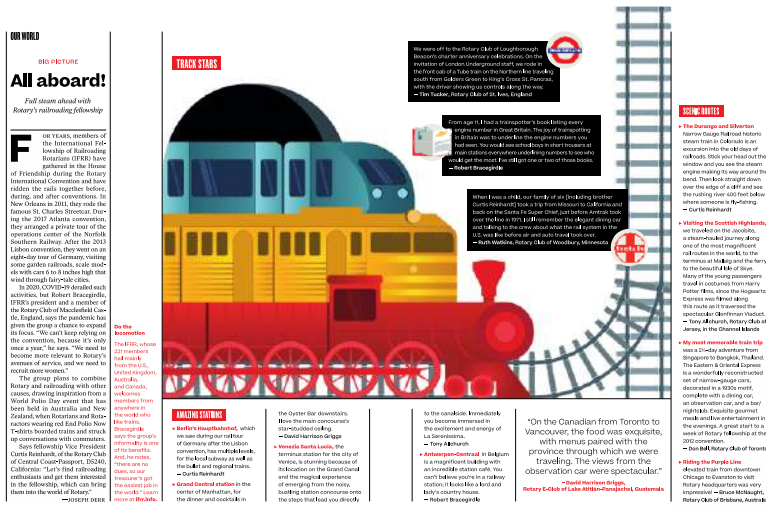 OUR WORLD
BIG PICTURE
All aboard!
Full steam ahead with
Rotary's railroading fellowship
FOR YEARS, members of
the International Fel-
lowship of Railroading
Rotarians (IFRR) have
gathered in the House
of Friendship during the Rotary
International Convention and have
ridden the rails together before,
during, and after conventions. In
New Orleans in 2011, they rode the
famous St. Charles Streetcar. Dur-
ing the 2017 Atlanta convention,
they arranged a private tour of the
operations center of the Norfolk
Southern Railway. After the 2013
Lisbon convention, they went on an
eight-day tour of Germany, visiting
some garden railroads, scale mod-
els with cars 6 to 8 inches high that
wind through fairy-tale cities.
In 2020, COVID-19 derailed such
activities, but Robert Bracegirdle,
IFRR's president and a member of
the Rotary Club of Macclesfield Cas-
tle, England, says the pandemic has
given the group a chance to expand
its focus. "We can't keep relying on
the convention, because it's only
once a year," he says. "We need to
become more relevant to Rotary's
avenues of service, and we need to
recruit more women."
The group plans to combine
Rotary and railroading with other
causes, drawing inspiration from a
World Polio Day event that has
been held in Australia and New
Zealand, when Rotarians and Rota-
ractors wearing red End Polio Now
T-shirts boarded trains and struck
up conversations with commuters.
Says fellowship Vice President
Curtis Reinhardt, of the Rotary Club
of Central Coast-Passport, D5240,
California: "Let's find railroading
enthusiasts and get them interested
in the fellowship, which can bring
them into the world of Rotary."
—JOSEPH DERR
Do the
locomotion
The IFRR, whose
221 members
hail mainly
from the U.S.,
United Kingdom,
Australia,
and Canada,
welcomes
members from
anywhere in
the world who
like trains.
Bracegirdle
says the group's
informality is one
of its benefits.
And, he notes,
"there are no
dues, so our
treasurer's got
the easiest job in
the world." Learn
more at ifrr.info.
TRACK STARS
We were off to the Rotary Club of Loughborough
Beacon's charter anniversary celebrations. On the
invitation of London Underground staff, we rode in
the front cab of a Tube train on the Northern line traveling
south from Golders Green to King's Cross St. Pancras,
with the driver showing us controls along the way.
— Tim Tucker, Rotary Club of St. Ives, England
From age 11, I had a trainspotter's book listing every
engine number in Great Britain. The joy of trainspotting
in Britain was to underline the engine numbers you
had seen. You would see schoolboys in short trousers at
main stations everywhere underlining numbers to see who
would get the most. I've still got one or two of those books.
— Robert Bracegirdle
When I was a child, our family of six [including brother
Curtis Reinhardt] took a trip from Missouri to California and
back on the Santa Fe Super Chief, just before Amtrak took
over the line in 1971. I still remember the elegant dining car
and talking to the crew about what the rail system in the
U.S. was like before air and auto travel took over.
— Ruth Watkins, Rotary Club of Woodbury, Minnesota
Santa Fe
AMAZING STATIONS
▸ Berlin's Hauptbahnhof, which
we saw during our rail tour
of Germany after the Lisbon
convention, has multiple levels,
for the local subway as well as
the bullet and regional trains.
— Curtis Reinhardt
▸ Grand Central station in the
center of Manhattan, for
the dinner and cocktails in
the Oyster Bar downstairs.
I love the main concourse's
star-studded ceiling.
— David Harrison Griggs
▸ Venezia Santa Lucia, the
terminus station for the city of
Venice, is stunning because of
its location on the Grand Canal
and the magical experience
of emerging from the noisy,
bustling station concourse onto
the steps that lead you directly
to the canalside. Immediately
you become immersed in
the excitement and energy of
La Serenissima.
— Tony Allchurch
▸ Antwerpen-Centraal in Belgium
is a magnificent building with
an incredible station café. You
can't believe you're in a railway
station; it looks like a lord and
lady's country house.
— Robert Bracegirdle
"On the Canadian from Toronto to
Vancouver, the food was exquisite,
with menus paired with the
province through which we were
traveling. The views from the
observation car were spectacular."
—David Harrison Griggs,
Rotary E-Club of Lake Atitlán-Panajachel, Guatemala
SCENIC ROUTES
▸ The Durango and Silverton
Narrow Gauge Railroad historic
steam train in Colorado is an
excursion into the old days of
railroads. Stick your head out the
window and you see the steam
engine making its way around the
bend. Then look straight down
over the edge of a cliff and see
the rushing river 400 feet below
where someone is fly-fishing.
— Curtis Reinhardt
▸ Visiting the Scottish Highlands,
we traveled on the Jacobite,
a steam-hauled journey along
one of the most magnificent
rail routes in the world, to the
terminus at Mallaig and the ferry
to the beautiful Isle of Skye.
Many of the young passengers
travel in costumes from Harry
Potter films, since the Hogwarts
Express was filmed along
this route as it traversed the
spectacular Glenfinnan Viaduct.
— Tony Allchurch, Rotary Club of
Jersey, in the Channel Islands
▸ My most memorable train trip
was a 2½-day adventure from
Singapore to Bangkok, Thailand.
The Eastern & Oriental Express
is a wonderfully reconstructed
set of narrow-gauge cars,
decorated in a 1930s motif,
complete with a dining car,
an observation car, and a bar/
nightclub. Exquisite gourmet
meals and live entertainment in
the evenings. A great start to a
week of Rotary fellowship at the
2012 convention.
— Don Bell, Rotary Club of Toronto
▸ Riding the Purple Line
elevated train from downtown
Chicago to Evanston to visit
Rotary headquarters was very
impressive! — Bruce McNaught,
Rotary Club of Brisbane, Australia